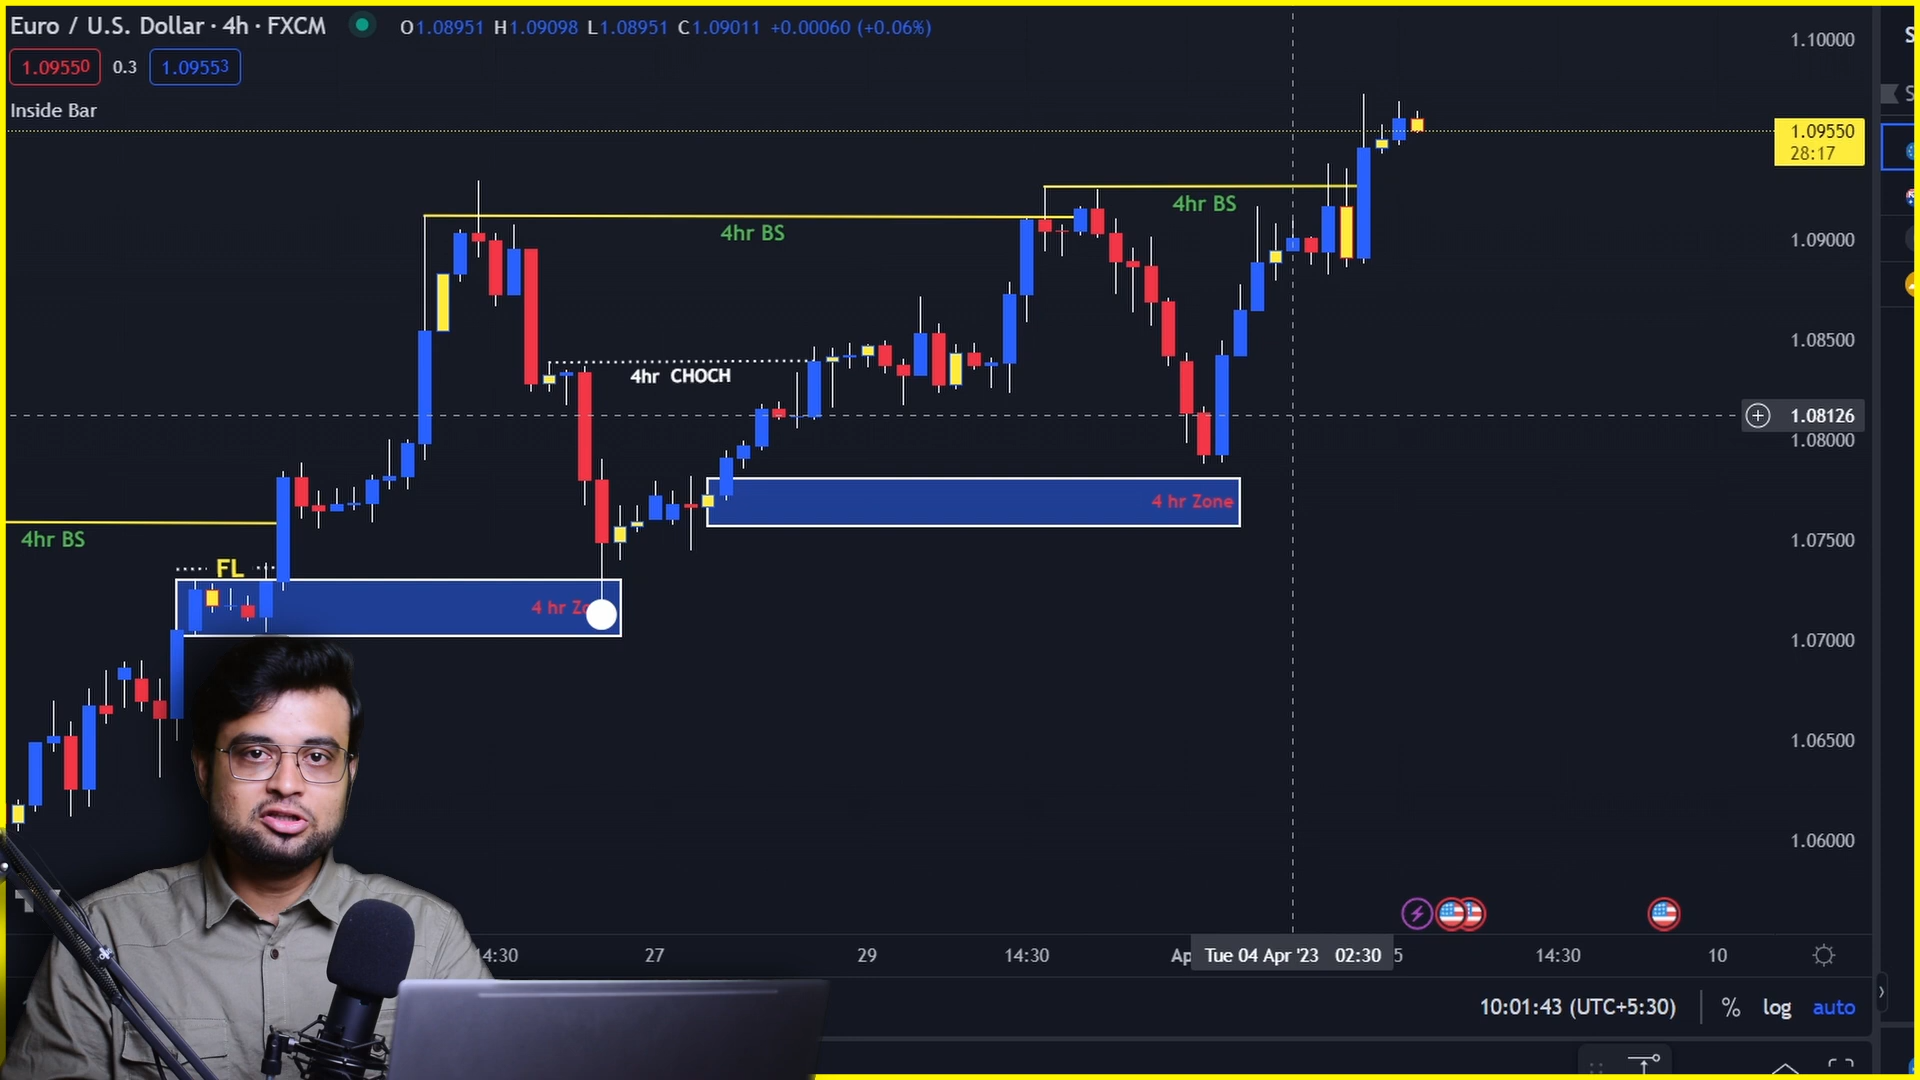 Euro / U.S. Dollar · 4h · FXCM
O1.08951 H1.09098 L1.08951 C1.09011 +0.00060 (+0.06%)
1.09550 0.3 1.09553
Inside Bar
1.10000
1.09550
28:17
1.09000
1.08500
1.08126
1.08000
1.07500
1.07000
1.06500
1.06000
4hr BS
4hr BS
4hr CHOCH
4 hr Zone
4hr BS
FL
4 hr Zo
14:30 27 29 14:30 Ap Tue 04 Apr '23 02:30 5 14:30 10
10:01:43 (UTC+5:30) % log auto